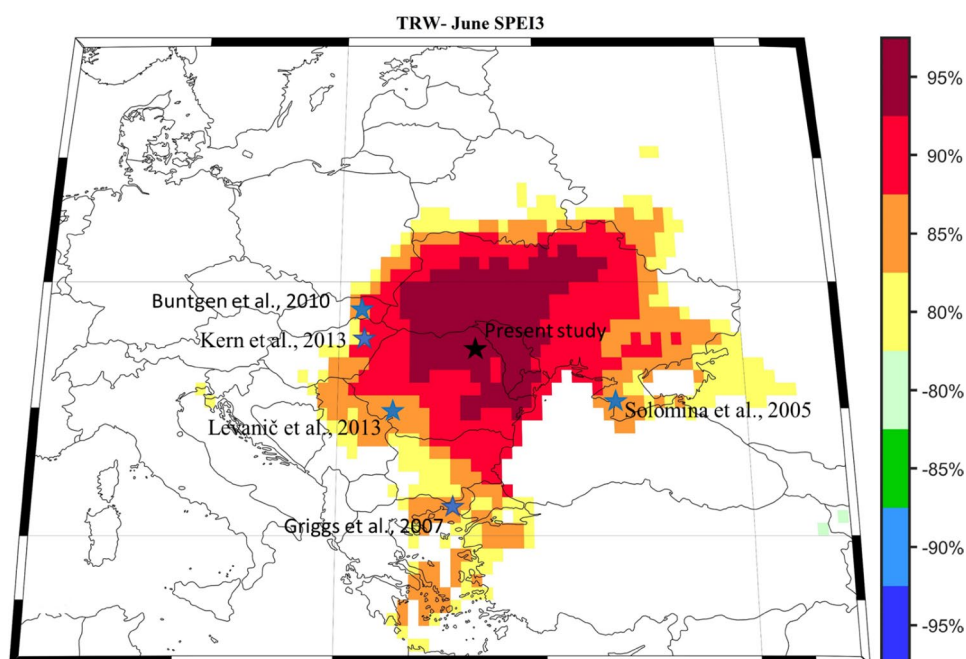 TRW- June SPEI3
95%
90%
85%
80%
-80%
-85%
-90%
-95%
Buntgen et al., 2010
Kern et al., 2013
Present study
Levanič et al., 2013
Solomina et al., 2005
Griggs et al., 2007